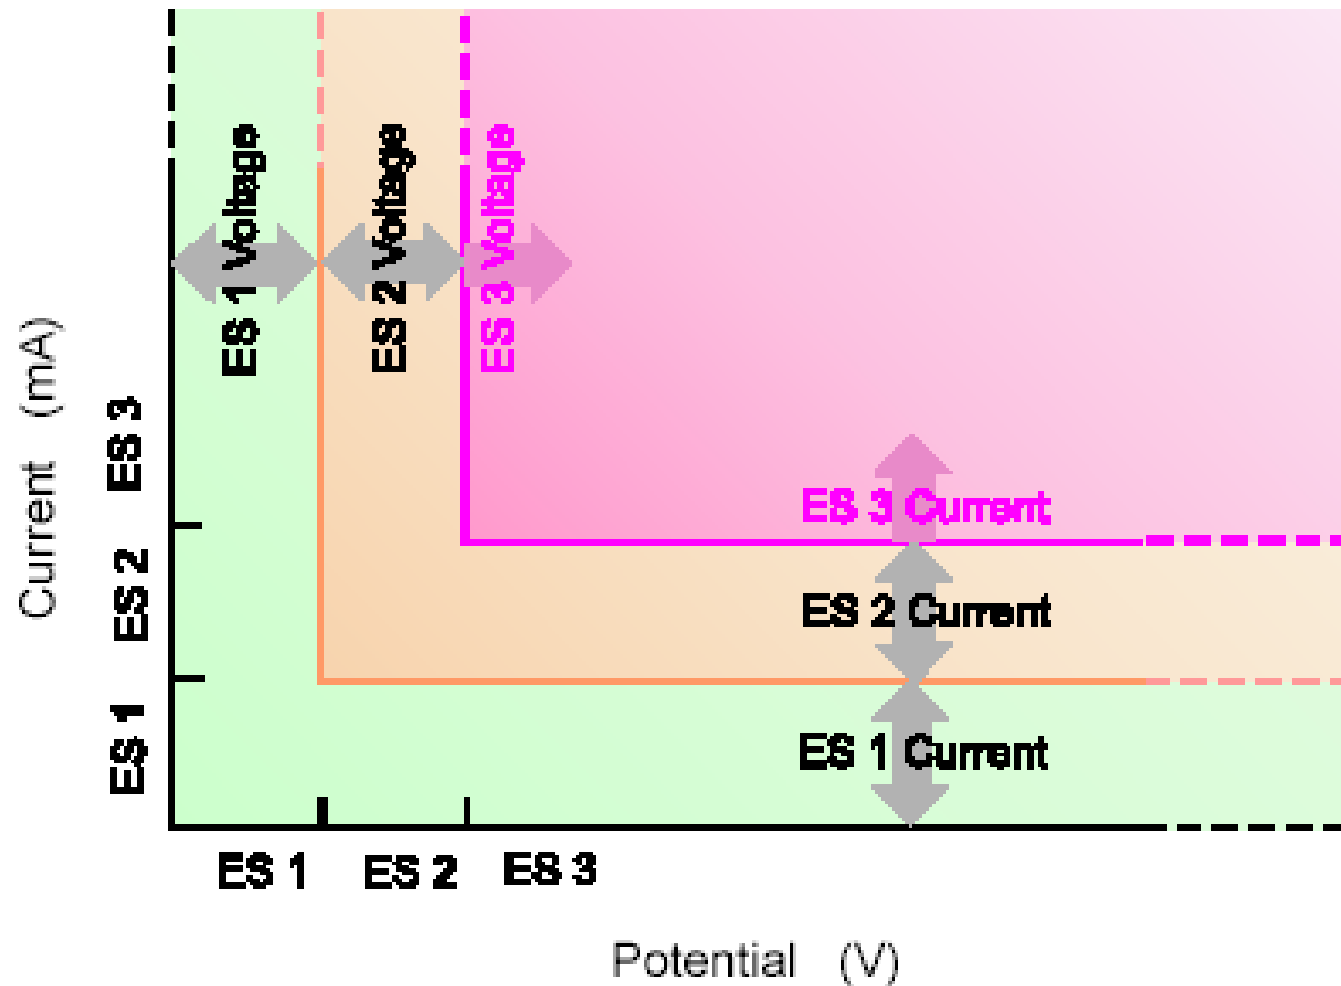 ES 1 Voltage
ES 2 Voltage
ES 3 Voltage
Current (mA)
ES 3
ES 2
ES 1
ES 3 Current
ES 2 Current
ES 1 Current
ES 1
ES 2
ES 3
Potential (V)